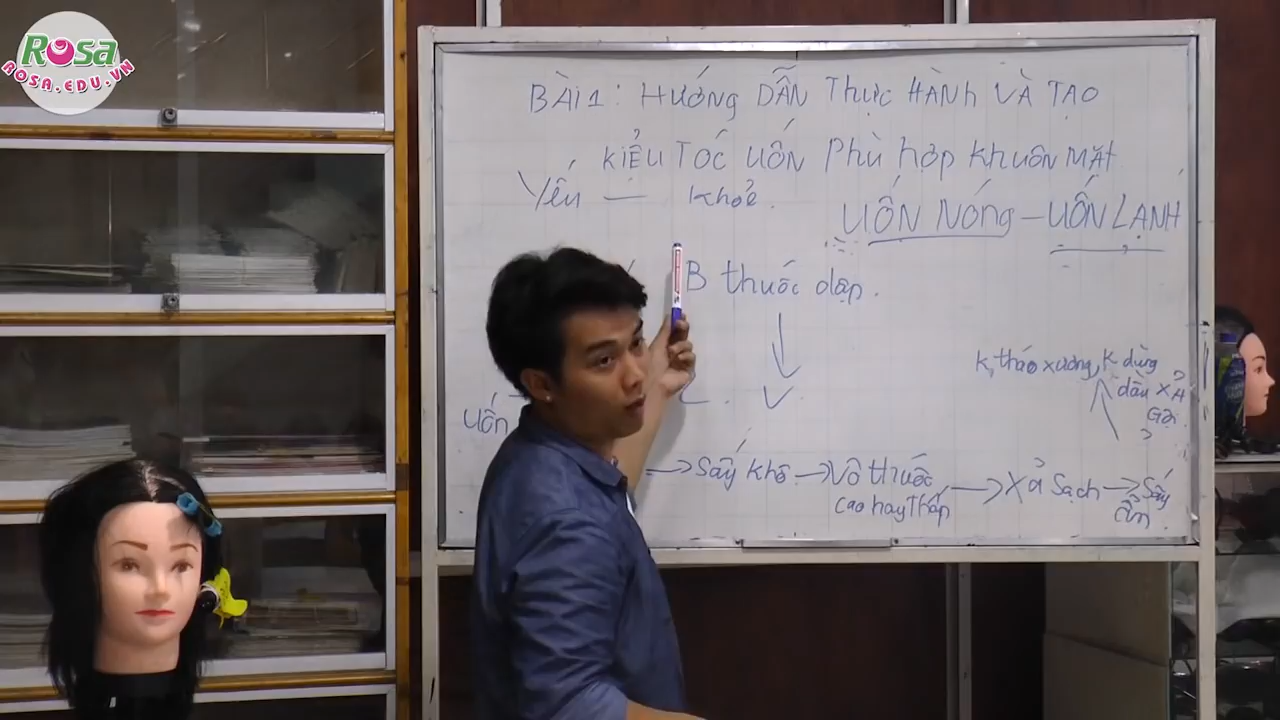 Rosa
ROSA.EDU.VN
BÀI 1: HƯỚNG DẪN THỰC HÀNH VÀ TẠO
KIỂU TÓC UỐN PHÙ HỢP KHUÔN MẶT
Yếu — khoẻ.
UỐN NÓNG – UỐN LẠNH
B thuốc dập.
K, tháo xương, K dùng
dầu XẢ
Gội
uốn
→ Sấy khô → Vô thuốc → Xả Sạch → Sấy
cao hay Thấp
ẩn.